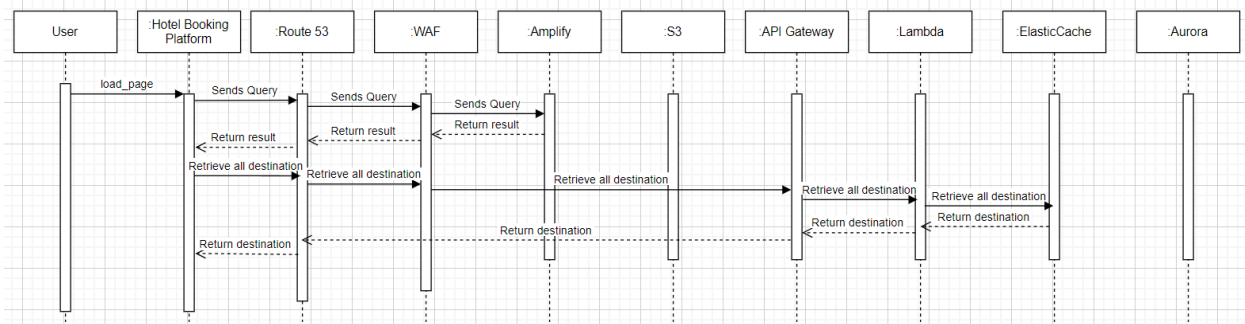 User
:Hotel Booking
Platform
:Route 53
:WAF
:Amplify
:S3
:API Gateway
:Lambda
:ElasticCache
:Aurora
load_page
Sends Query
Sends Query
Sends Query
Return result
Return result
Return result
Retrieve all destination
Retrieve all destination
Retrieve all destination
Retrieve all destination
Retrieve all destination
Return destination
Return destination
Return destination
Return destination